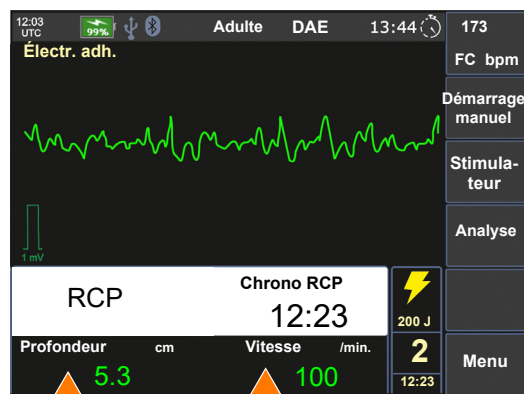 12:03
UTC
99%
Adulte DAE 13:44
173
FC bpm
Électr. adh.
Démarrage
manuel
Stimula-
teur
Analyse
1 mV
RCP
Chrono RCP
12:23
200 J
Profondeur cm
Vitesse /min.
5.3
100
2
12:23
Menu